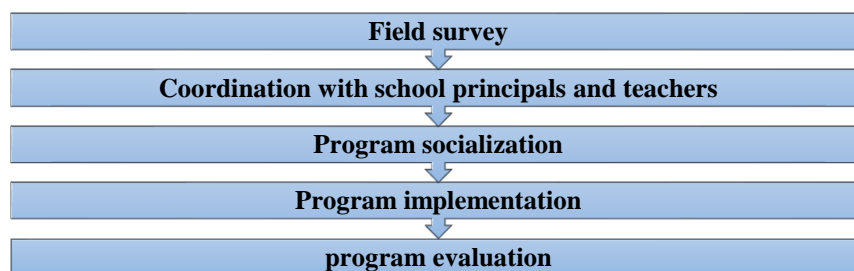 Field survey
Coordination with school principals and teachers
Program socialization
Program implementation
program evaluation